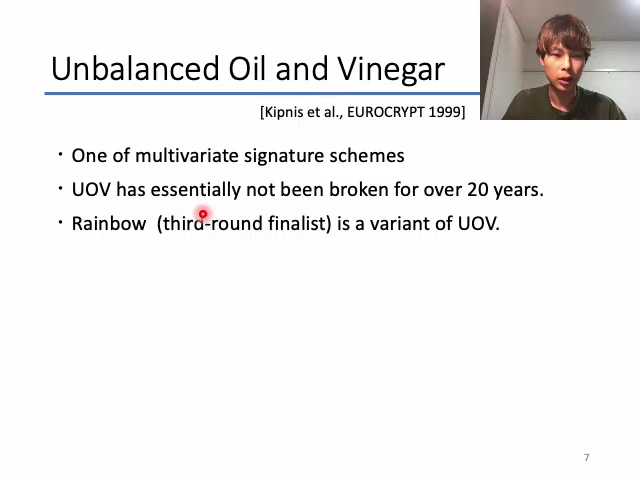 Unbalanced Oil and Vinegar
[Kipnis et al., EUROCRYPT 1999]
・One of multivariate signature schemes
・UOV has essentially not been broken for over 20 years.
・Rainbow (third-round finalist) is a variant of UOV.
7